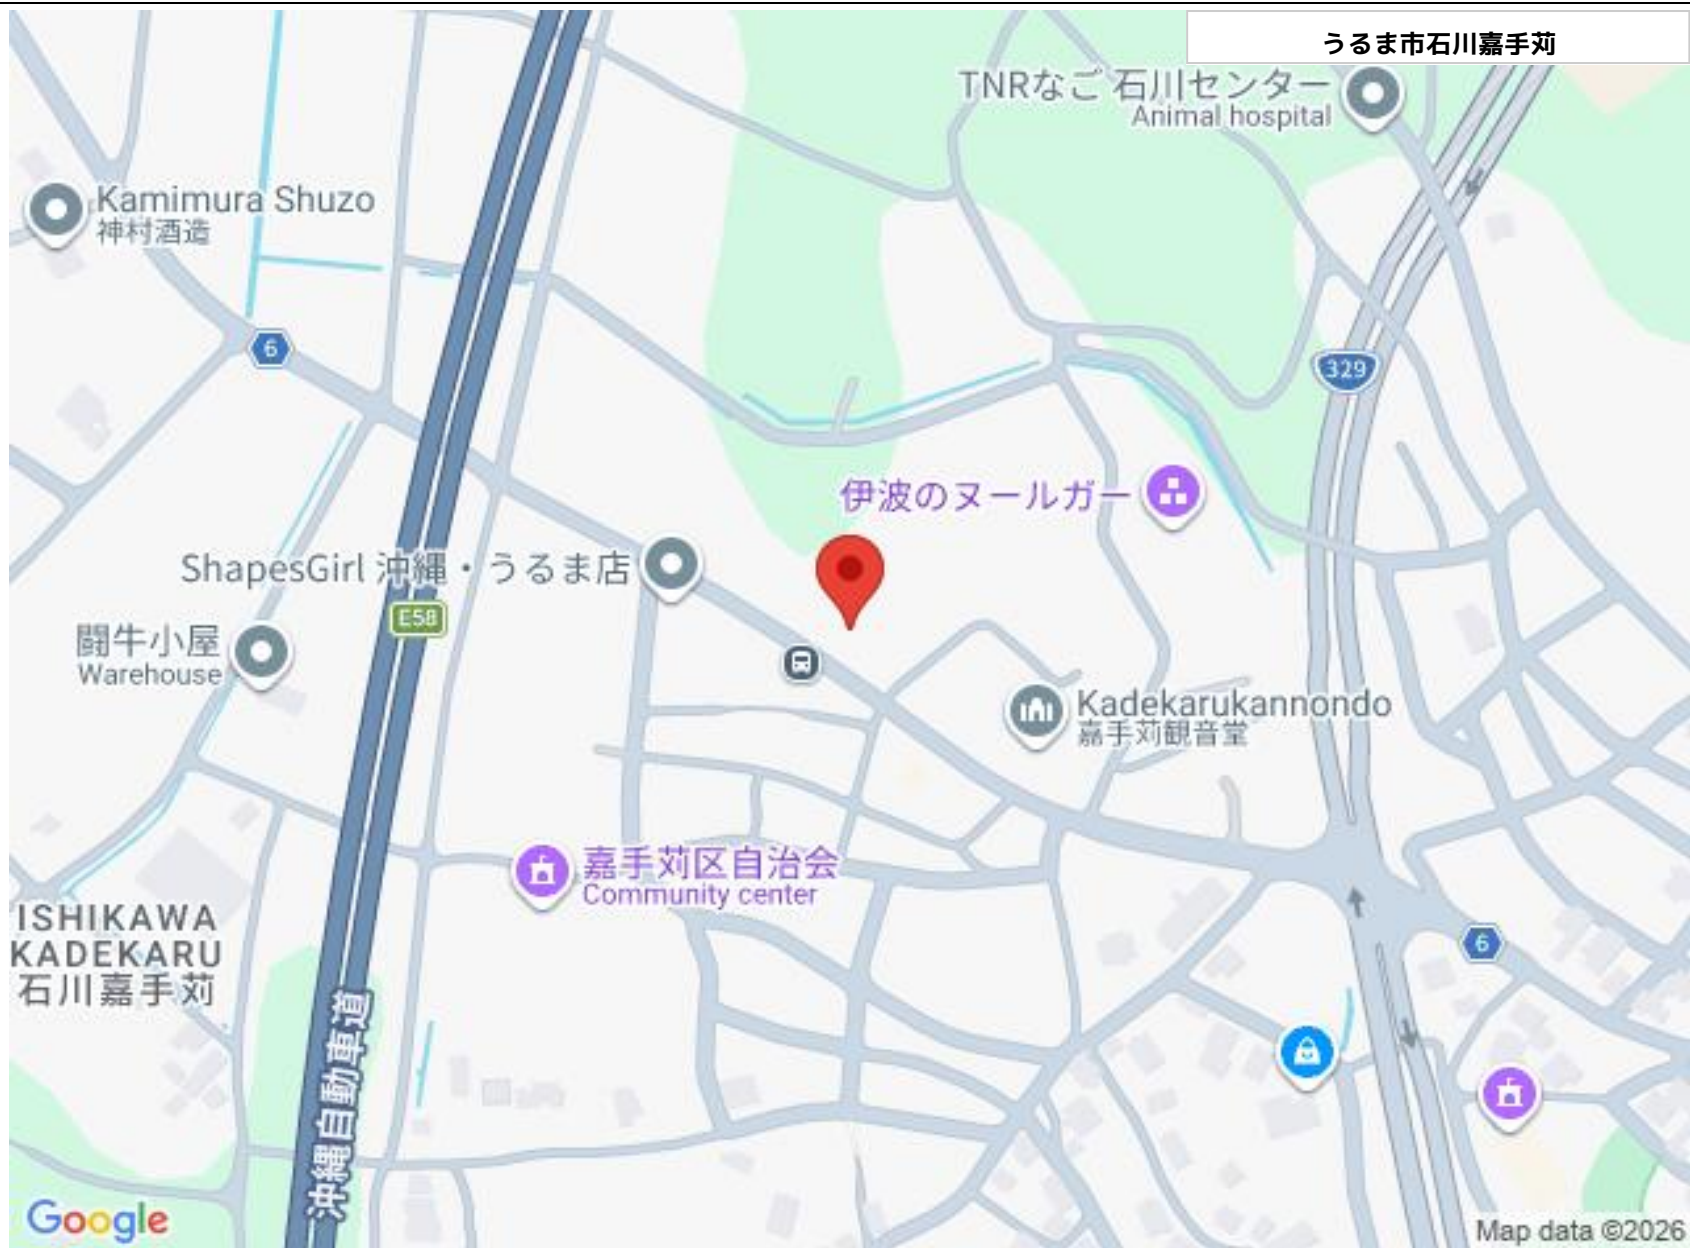 うるま市石川嘉手苅
TNRなご 石川センター
Animal hospital
Kamimura Shuzo
神村酒造
6
329
伊波のヌールガー
ShapesGirl 沖縄・うるま店
E58
闘牛小屋
Warehouse
Kadekarukannondo
嘉手苅観音堂
嘉手苅区自治会
Community center
ISHIKAWA
KADEKARU
石川嘉手苅
6
沖縄自動車道
Google
Map data ©2026